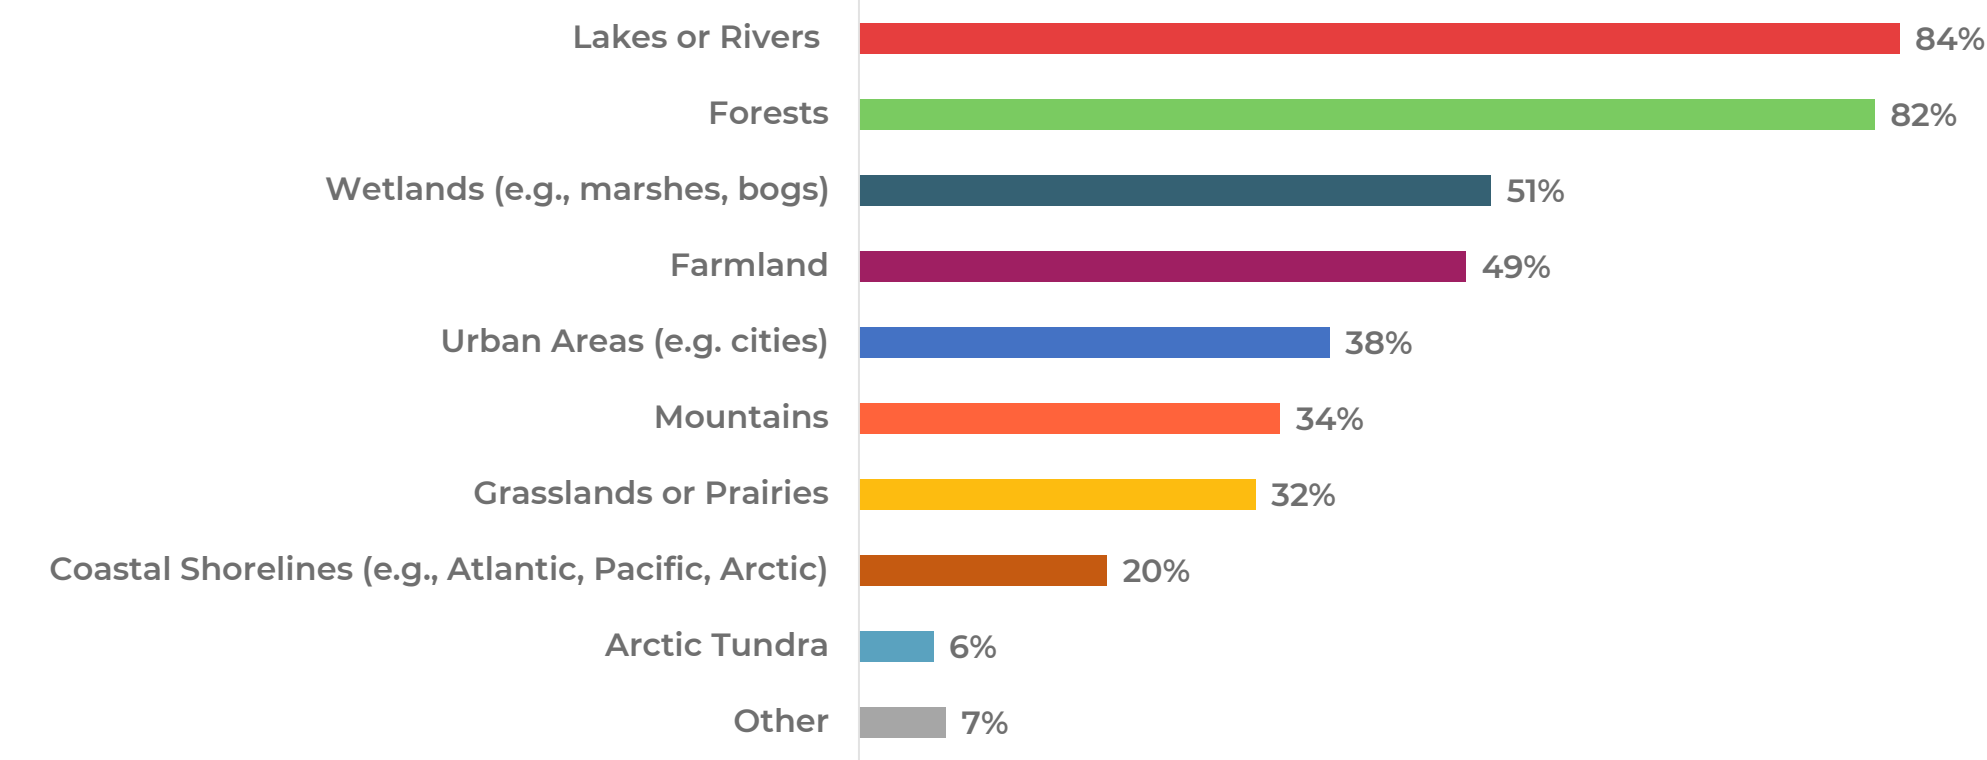 Lakes or Rivers 84%
Forests 82%
Wetlands (e.g., marshes, bogs) 51%
Farmland 49%
Urban Areas (e.g. cities) 38%
Mountains 34%
Grasslands or Prairies 32%
Coastal Shorelines (e.g., Atlantic, Pacific, Arctic) 20%
Arctic Tundra 6%
Other 7%